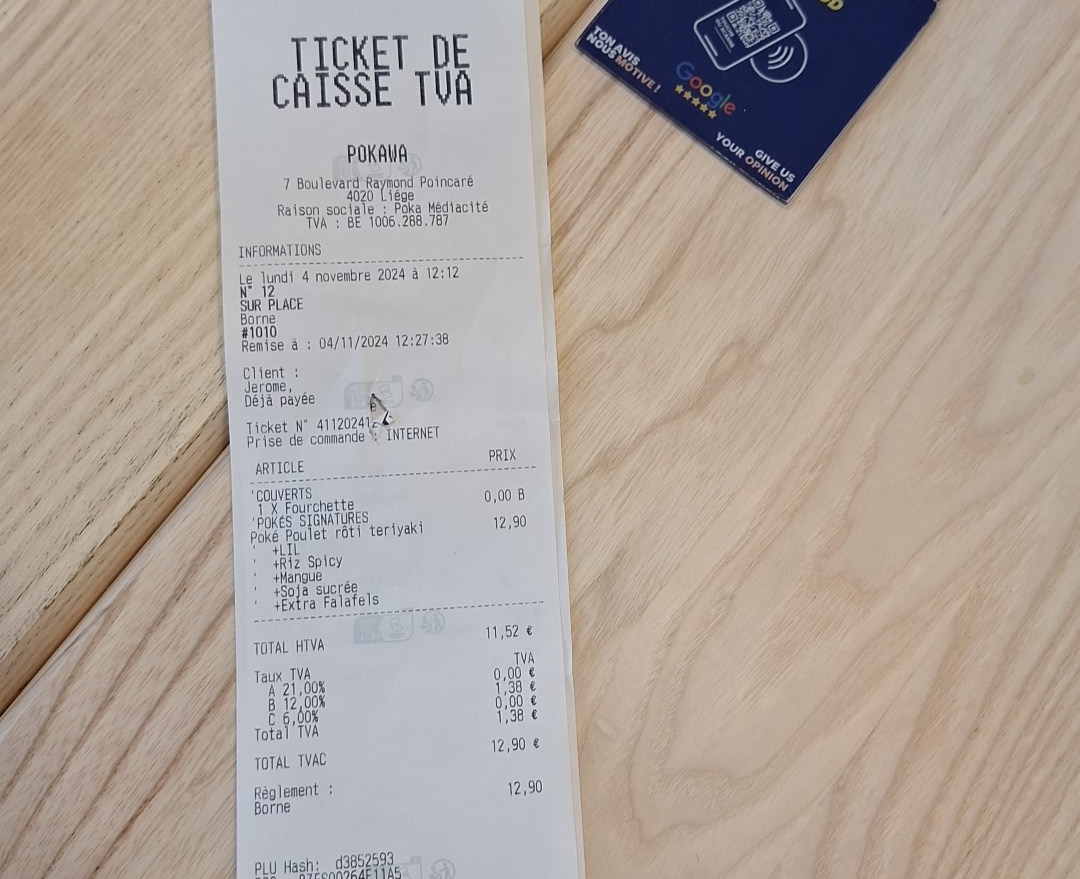 TICKET DE
CAISSE TVA
POKAWA
7 Boulevard Raymond Poincaré
4020 Liége
Raison sociale : Poka Médiacité
TVA : BE 1006.288.787
INFORMATIONS
Le lundi 4 novembre 2024 à 12:12
N° 12
SUR PLACE
Borne
#1010
Remise à : 04/11/2024 12:27:38
Client :
Jerome,
Déjà payée
Ticket N° 41120241
Prise de commande : INTERNET
ARTICLE PRIX
'COUVERTS 0,00 B
1 X Fourchette
'POKÉS SIGNATURES 12,90
Poké Poulet rôti teriyaki
' +LIL
' +Riz Spicy
' +Mangue
' +Soja sucrée
' +Extra Falafels
TOTAL HTVA 11,52 €
Taux TVA TVA
A 21,00% 0,00 €
B 12,00% 1,38 €
C 6,00% 0,00 €
Total TVA 1,38 €
TOTAL TVAC 12,90 €
Règlement :
Borne 12,90
PLU Hash: d3852593
TON AVIS
NOUS MOTIVE !
Google
GIVE US
YOUR OPINION